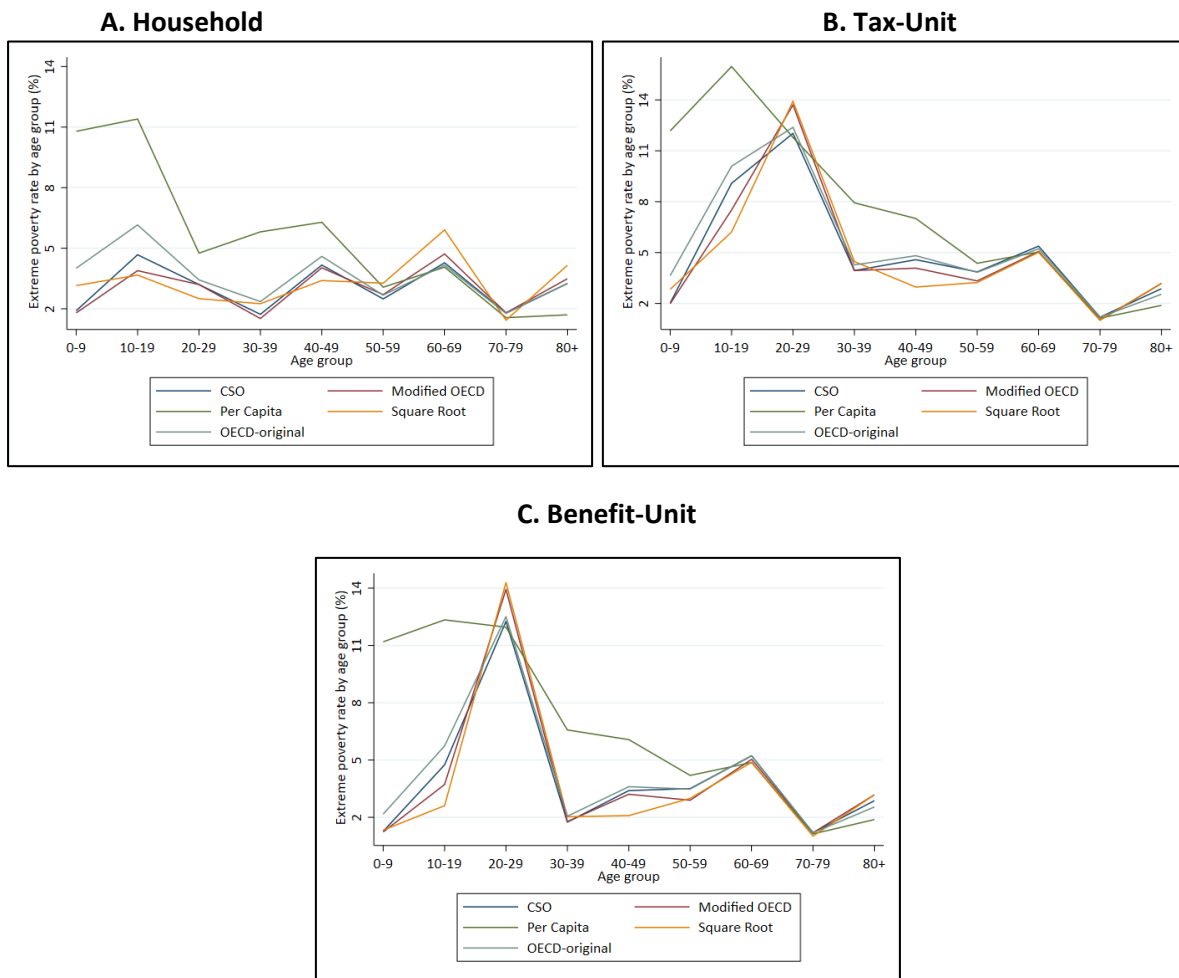 A. Household
Extreme poverty rate by age group (%)
14
11
8
5
2
0-9 10-19 20-29 30-39 40-49 50-59 60-69 70-79 80+
Age group
CSO Modified OECD
Per Capita Square Root
OECD-original
B. Tax-Unit
Extreme poverty rate by age group (%)
14
11
8
5
2
0-9 10-19 20-29 30-39 40-49 50-59 60-69 70-79 80+
Age group
CSO Modified OECD
Per Capita Square Root
OECD-original
C. Benefit-Unit
Extreme poverty rate by age group (%)
14
11
8
5
2
0-9 10-19 20-29 30-39 40-49 50-59 60-69 70-79 80+
Age group
CSO Modified OECD
Per Capita Square Root
OECD-original